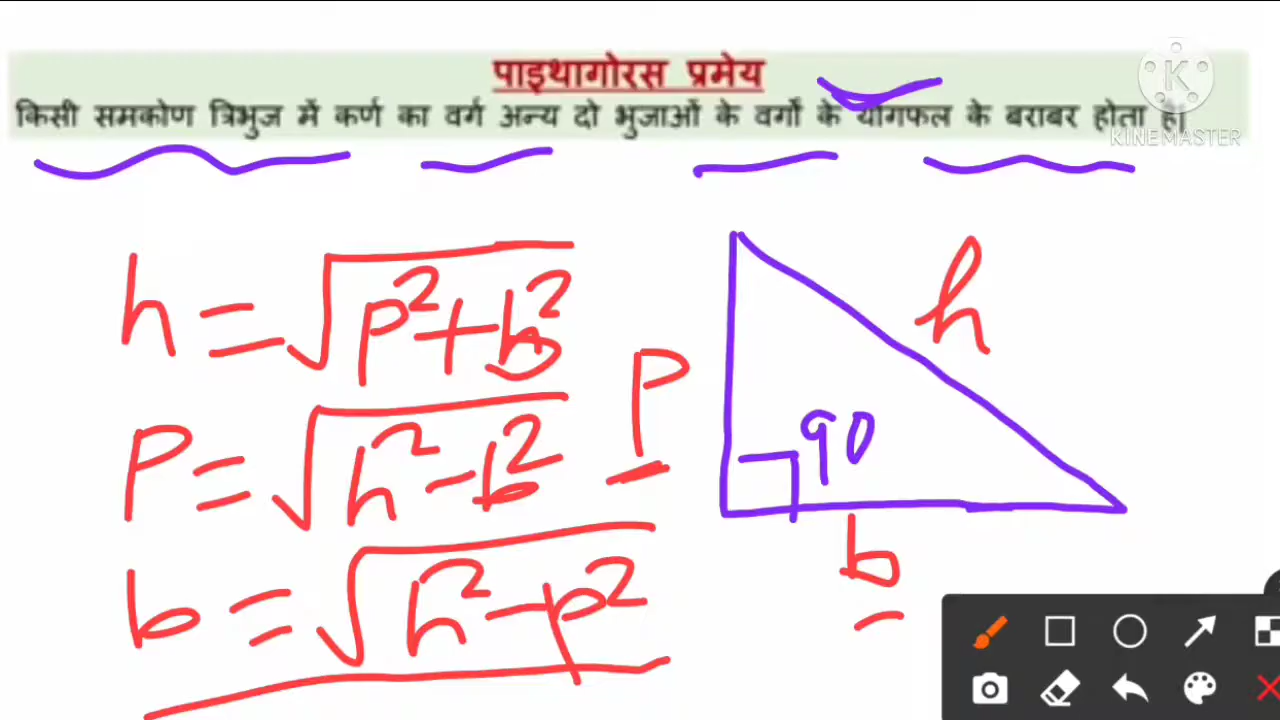 पाइथागोरस प्रमेय
किसी समकोण त्रिभुज में कर्ण का वर्ग अन्य दो भुजाओं के वर्गो के योगफल के बराबर होता है।
KINEMASTER
h = √p² + b²
h
P
P = √h² - b²
90
b = √h² - p²
b